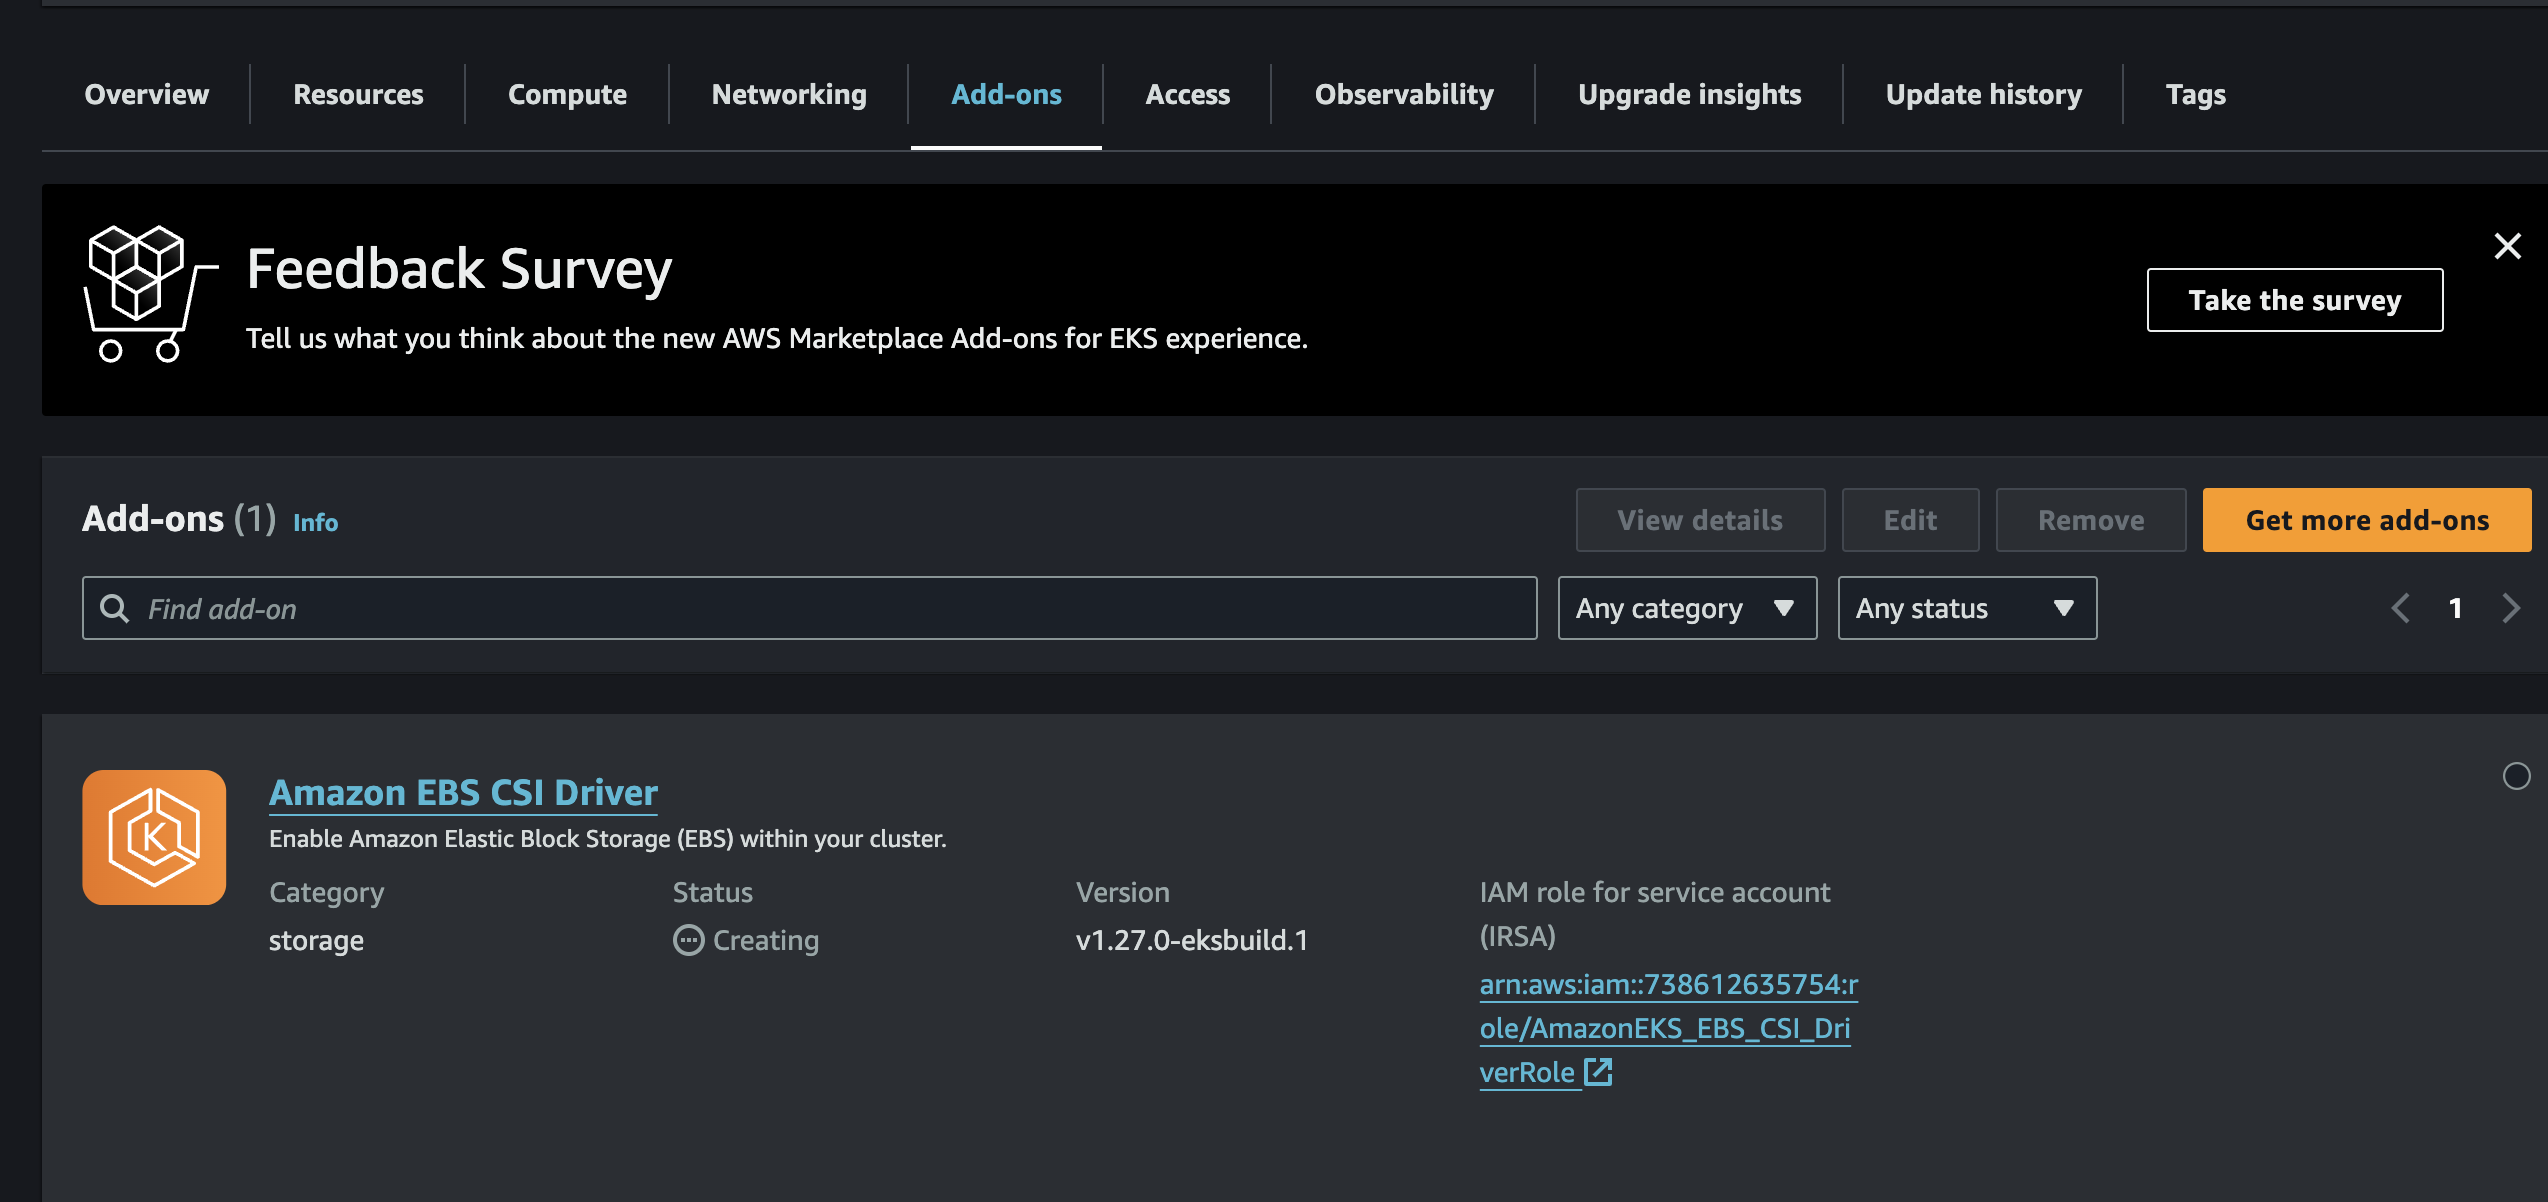 Overview Resources Compute Networking Add-ons Access Observability Upgrade insights Update history Tags
Feedback Survey
Tell us what you think about the new AWS Marketplace Add-ons for EKS experience.
Take the survey
Add-ons (1) Info
View details Edit Remove Get more add-ons
Find add-on
Any category Any status 1
K
Amazon EBS CSI Driver
Enable Amazon Elastic Block Storage (EBS) within your cluster.
Category
storage
Status
Creating
Version
v1.27.0-eksbuild.1
IAM role for service account
(IRSA)
arn:aws:iam::738612635754:r
ole/AmazonEKS_EBS_CSI_Dri
verRole